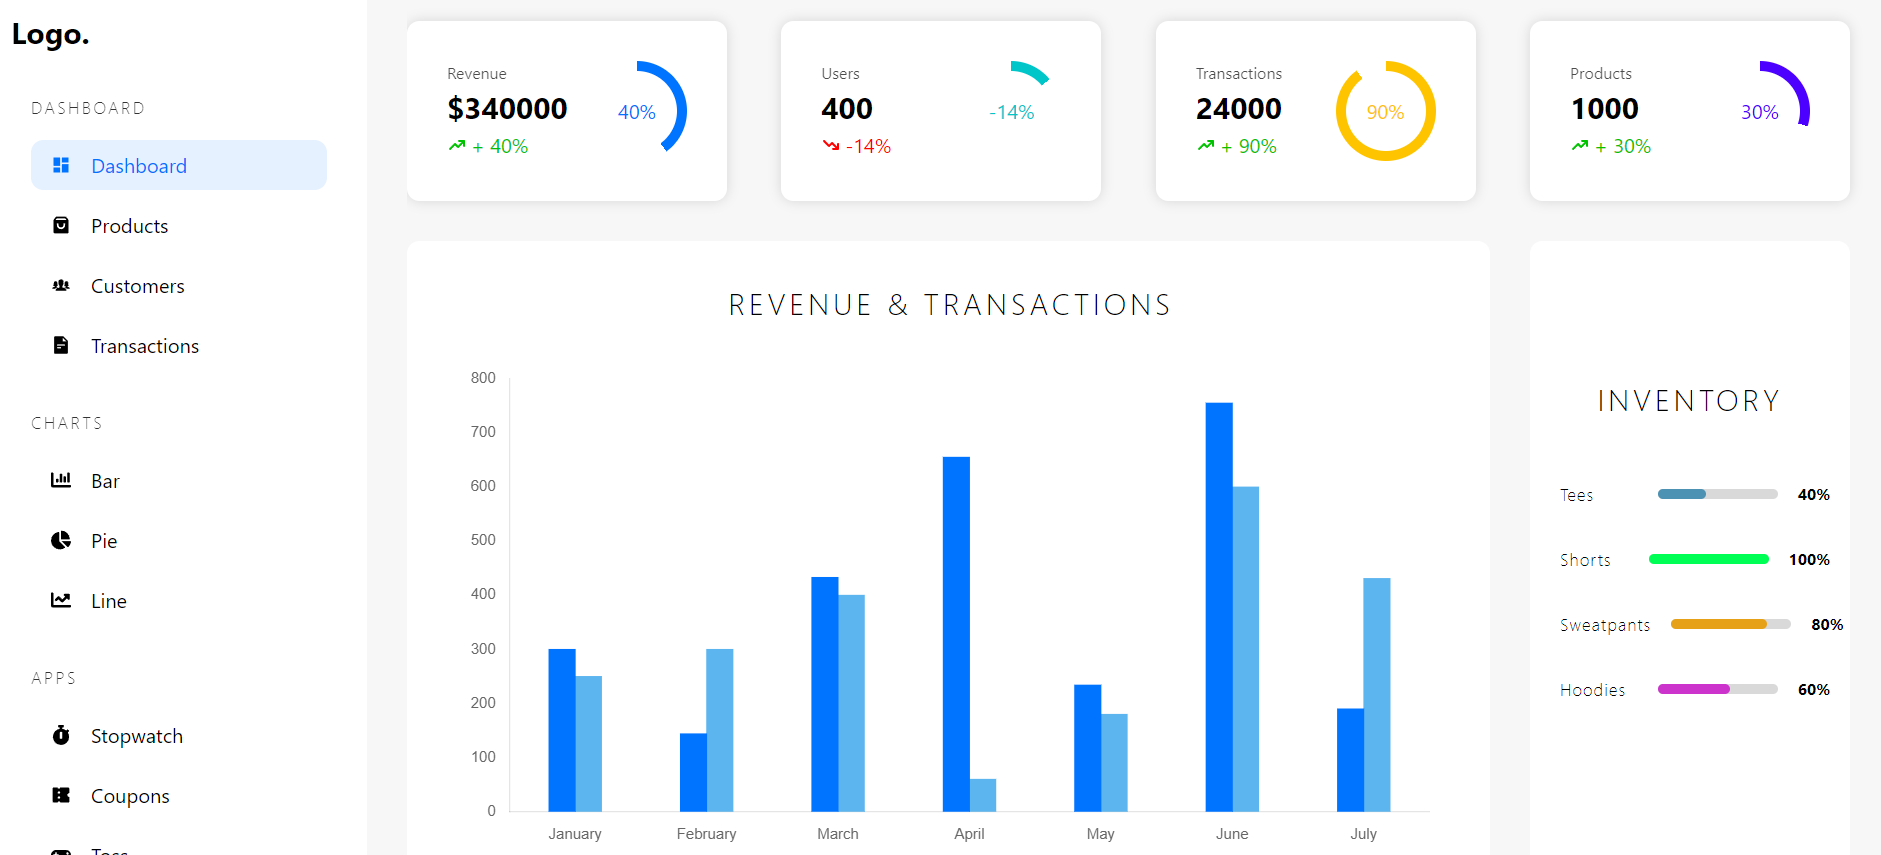 Logo.
DASHBOARD
Dashboard
Products
Customers
Transactions
CHARTS
Bar
Pie
Line
APPS
Stopwatch
Coupons
Revenue
$340000
+ 40%
40%
Users
400
-14%
-14%
Transactions
24000
+ 90%
90%
Products
1000
+ 30%
30%
REVENUE & TRANSACTIONS
800
700
600
500
400
300
200
100
0
January February March April May June July
INVENTORY
Tees 40%
Shorts 100%
Sweatpants 80%
Hoodies 60%